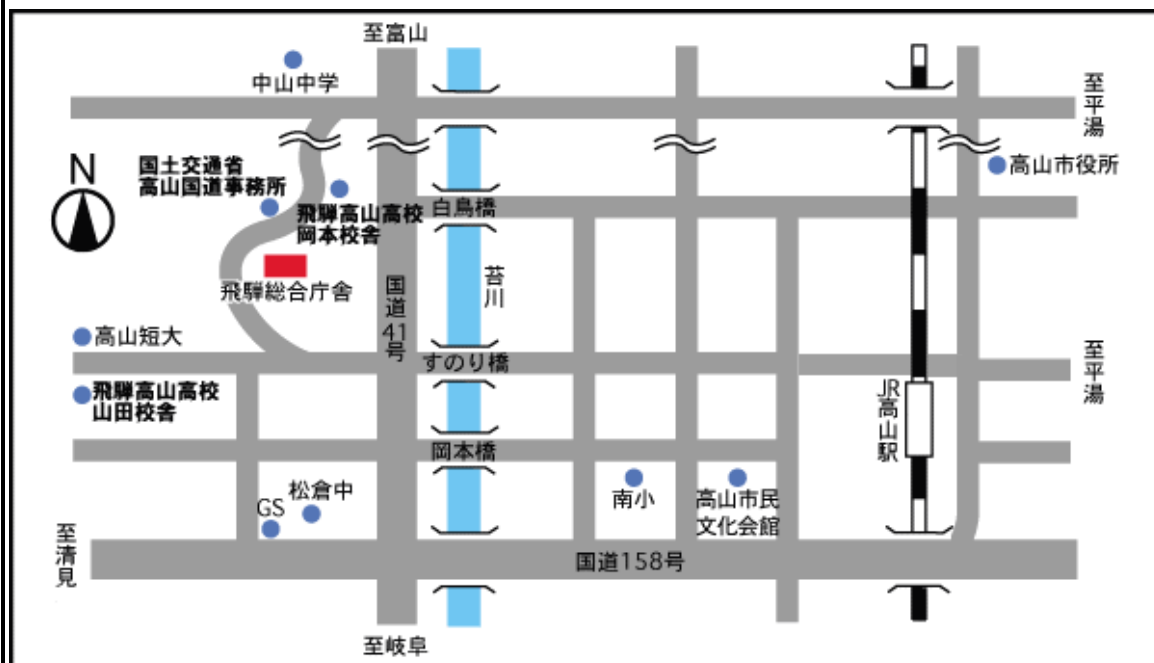 至富山
中山中学
至平湯
N
国土交通省
高山国道事務所
高山市役所
飛騨高山高校
岡本校舎
白鳥橋
苔川
飛騨総合庁舎
国道41号
高山短大
すのり橋
至平湯
飛騨高山高校
山田校舎
JR高山駅
岡本橋
松倉中
GS
南小
高山市民
文化会館
至清見
国道158号
至岐阜